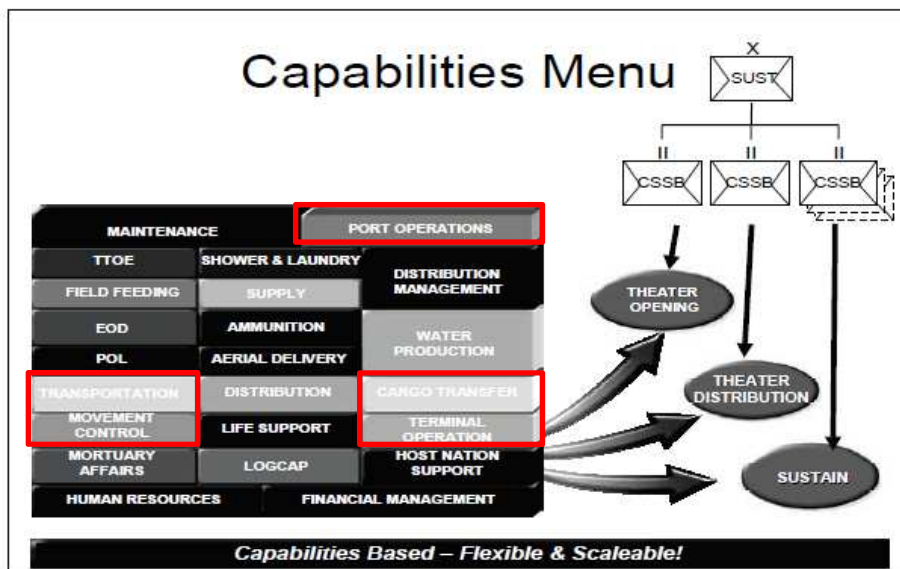 Capabilities Menu
X
SUST
II
II
II
CSSB
CSSB
CSSB
MAINTENANCE
PORT OPERATIONS
TTOE
SHOWER & LAUNDRY
DISTRIBUTION
MANAGEMENT
FIELD FEEDING
SUPPLY
EOD
AMMUNITION
WATER
PRODUCTION
POL
AERIAL DELIVERY
TRANSPORTATION
DISTRIBUTION
CARGO TRANSFER
MOVEMENT
CONTROL
LIFE SUPPORT
TERMINAL
OPERATION
MORTUARY
AFFAIRS
LOGCAP
HOST NATION
SUPPORT
HUMAN RESOURCES
FINANCIAL MANAGEMENT
THEATER
OPENING
THEATER
DISTRIBUTION
SUSTAIN
Capabilities Based – Flexible & Scaleable!